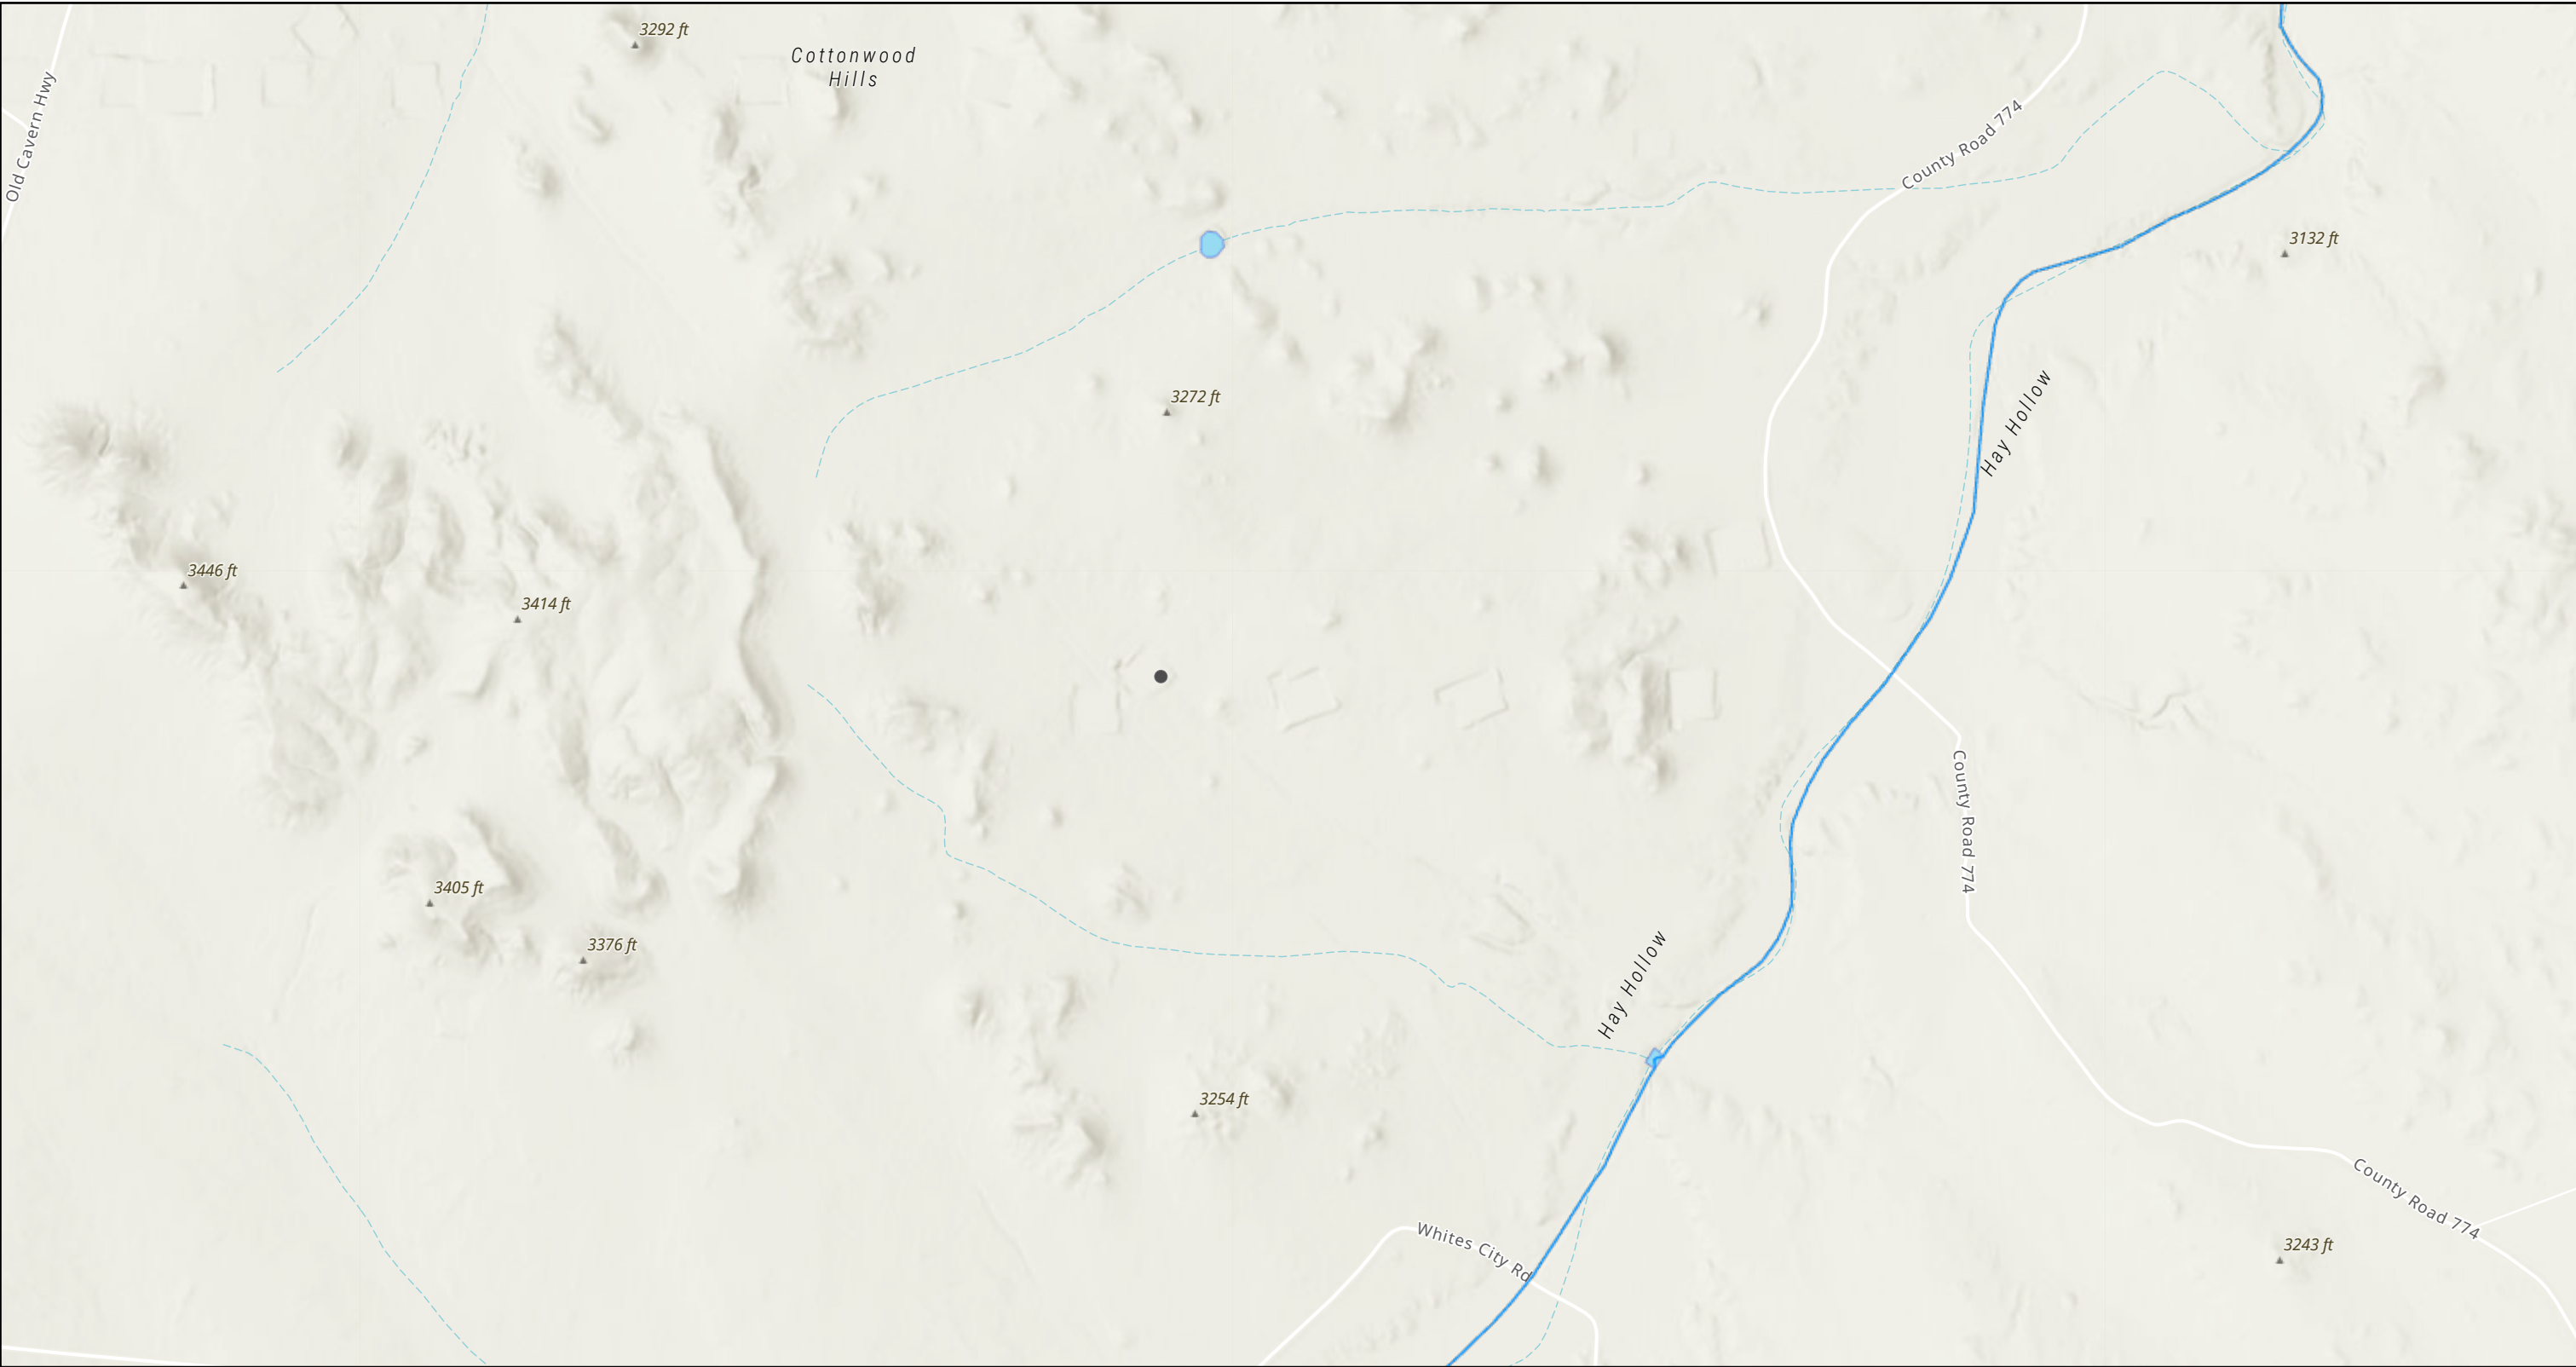 3292 ft
Cottonwood
Hills
Old Cavern Hwy
County Road 774
3132 ft
3272 ft
Hay Hollow
3446 ft
3414 ft
County Road 774
3405 ft
3376 ft
Hay Hollow
3254 ft
County Road 774
Whites City Rd
3243 ft